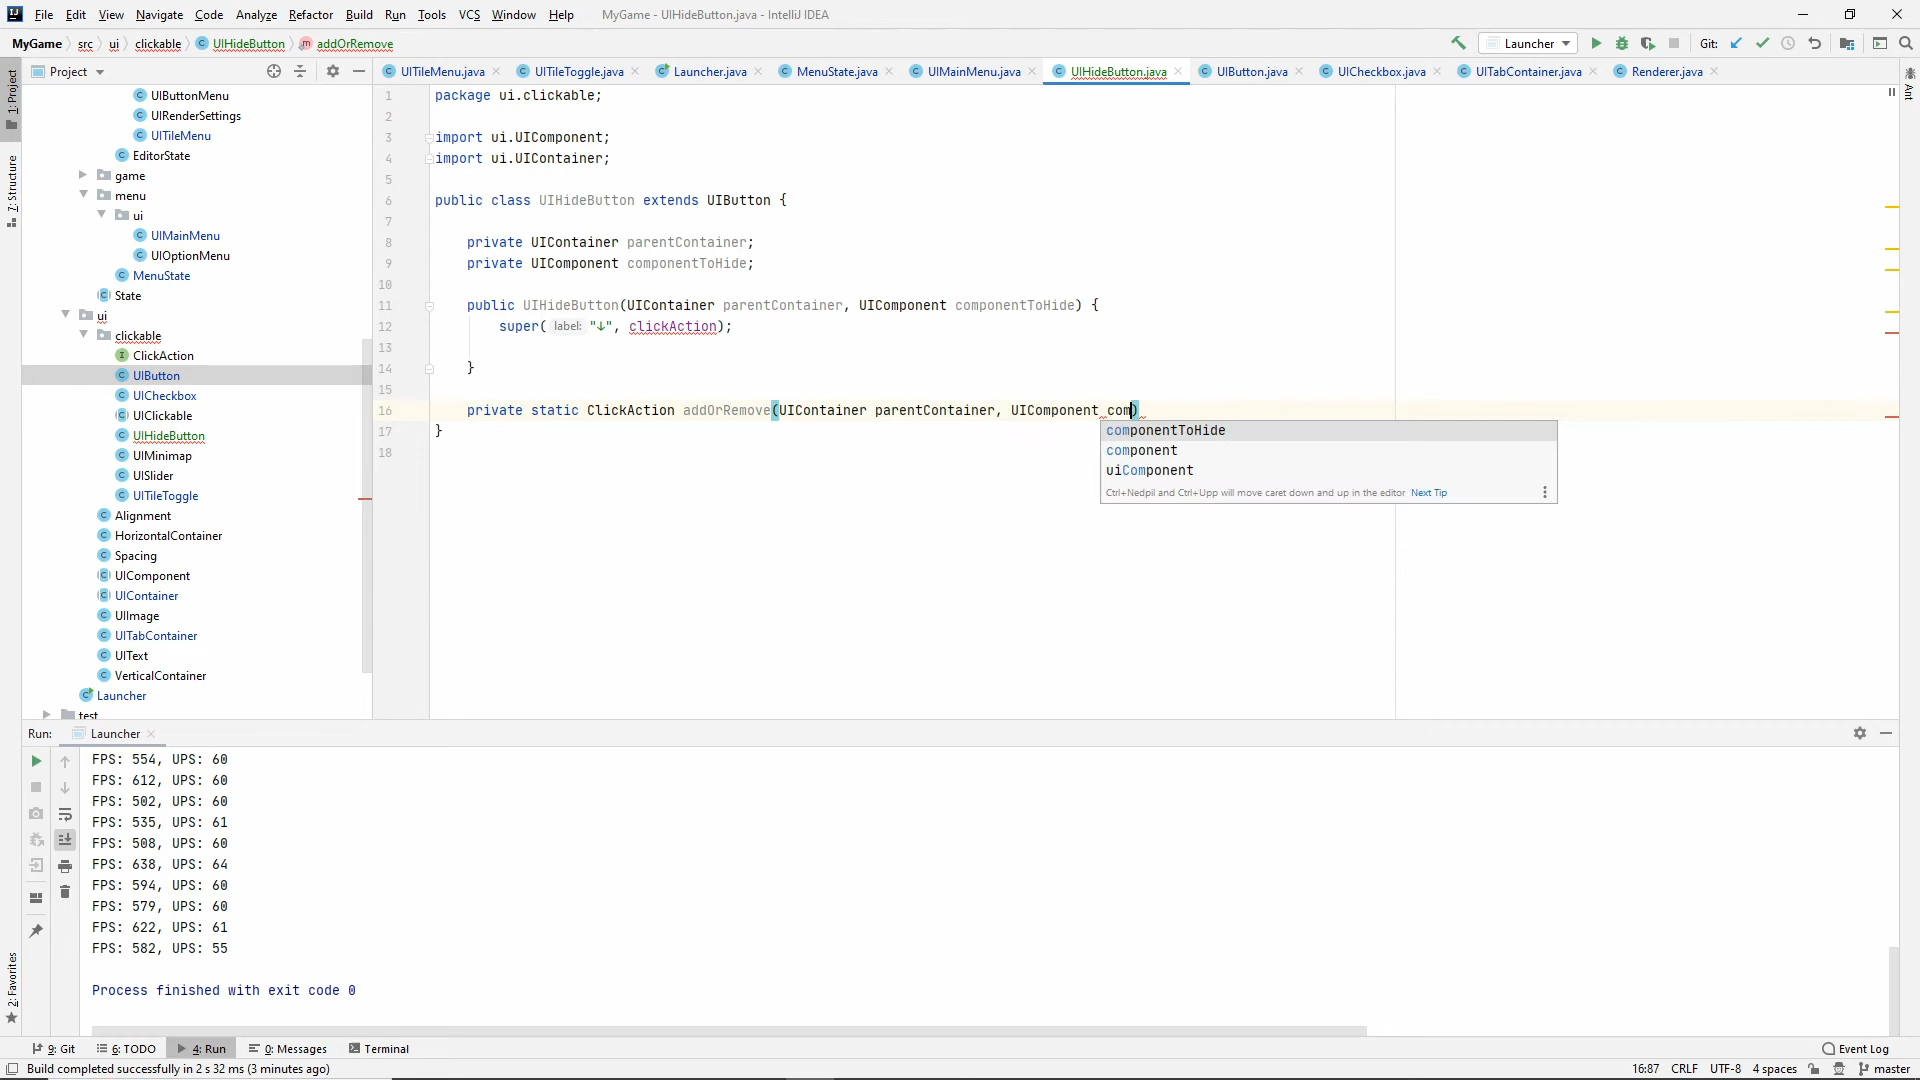 File Edit View Navigate Code Analyze Refactor Build Run Tools VCS Window Help MyGame - UIHideButton.java - IntelliJ IDEA
MyGame src ui clickable UIHideButton addOrRemove Launcher Git:
Project UITileMenu.java UITileToggle.java Launcher.java MenuState.java UIMainMenu.java UIHideButton.java UIButton.java UICheckbox.java UITabContainer.java Renderer.java
1: Project
7: Structure
2: Favorites
Ant
UIButtonMenu
UIRenderSettings
UITileMenu
EditorState
game
menu
ui
UIMainMenu
UIOptionMenu
MenuState
State
ui
clickable
ClickAction
UIButton
UICheckbox
UIClickable
UIHideButton
UIMinimap
UISlider
UITileToggle
Alignment
HorizontalContainer
Spacing
UIComponent
UIContainer
UIImage
UITabContainer
UIText
VerticalContainer
Launcher
test
1 package ui.clickable;
2
3 import ui.UIComponent;
4 import ui.UIContainer;
5
6 public class UIHideButton extends UIButton {
7
8 private UIContainer parentContainer;
9 private UIComponent componentToHide;
10
11 public UIHideButton(UIContainer parentContainer, UIComponent componentToHide) {
12 super( label: "↓", clickAction);
13
14 }
15
16 private static ClickAction addOrRemove(UIContainer parentContainer, UIComponent com)
17 }
18
componentToHide
component
uiComponent
Ctrl+Nedpil and Ctrl+Upp will move caret down and up in the editor Next Tip
Run: Launcher
FPS: 554, UPS: 60
FPS: 612, UPS: 60
FPS: 502, UPS: 60
FPS: 535, UPS: 61
FPS: 508, UPS: 60
FPS: 638, UPS: 64
FPS: 594, UPS: 60
FPS: 579, UPS: 60
FPS: 622, UPS: 61
FPS: 582, UPS: 55
Process finished with exit code 0
9: Git 6: TODO 4: Run 0: Messages Terminal Event Log
Build completed successfully in 2 s 32 ms (3 minutes ago) 16:87 CRLF UTF-8 4 spaces master